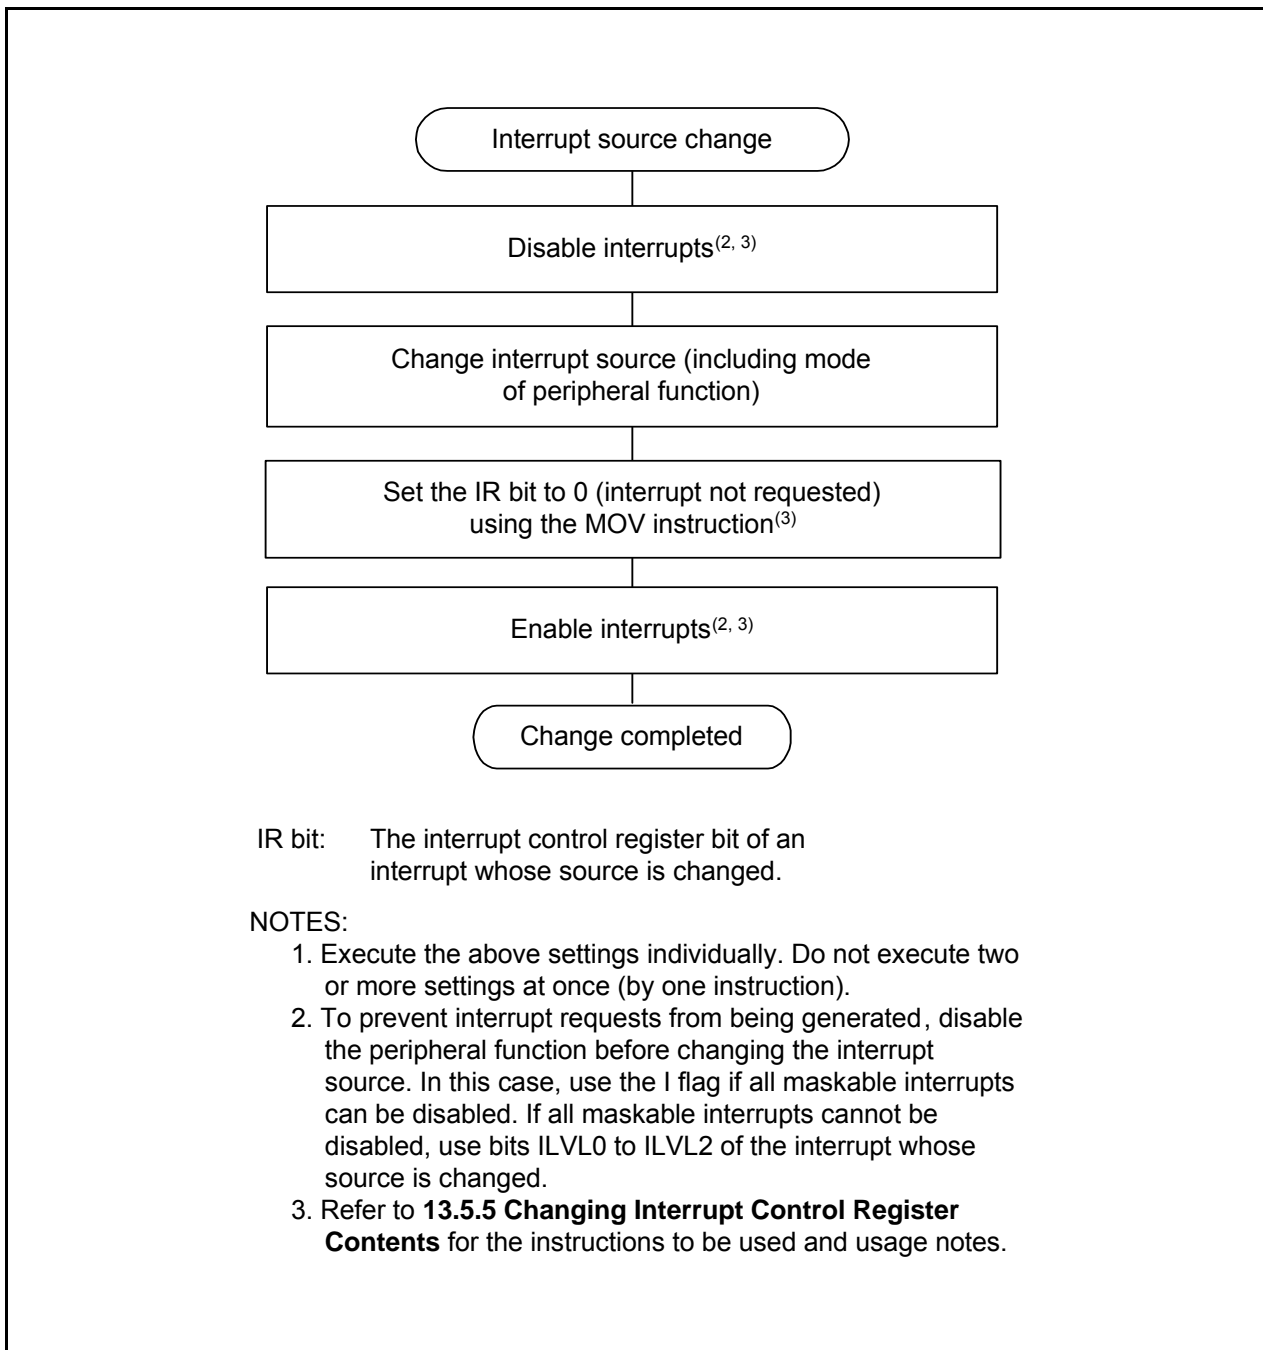 Interrupt source change
Disable interrupts(2, 3)
Change interrupt source (including mode
of peripheral function)
Set the IR bit to 0 (interrupt not requested)
using the MOV instruction(3)
Enable interrupts(2, 3)
Change completed
IR bit: The interrupt control register bit of an
interrupt whose source is changed.
NOTES:
1. Execute the above settings individually. Do not execute two
or more settings at once (by one instruction).
2. To prevent interrupt requests from being generated, disable
the peripheral function before changing the interrupt
source. In this case, use the I flag if all maskable interrupts
can be disabled. If all maskable interrupts cannot be
disabled, use bits ILVL0 to ILVL2 of the interrupt whose
source is changed.
3. Refer to 13.5.5 Changing Interrupt Control Register
Contents for the instructions to be used and usage notes.